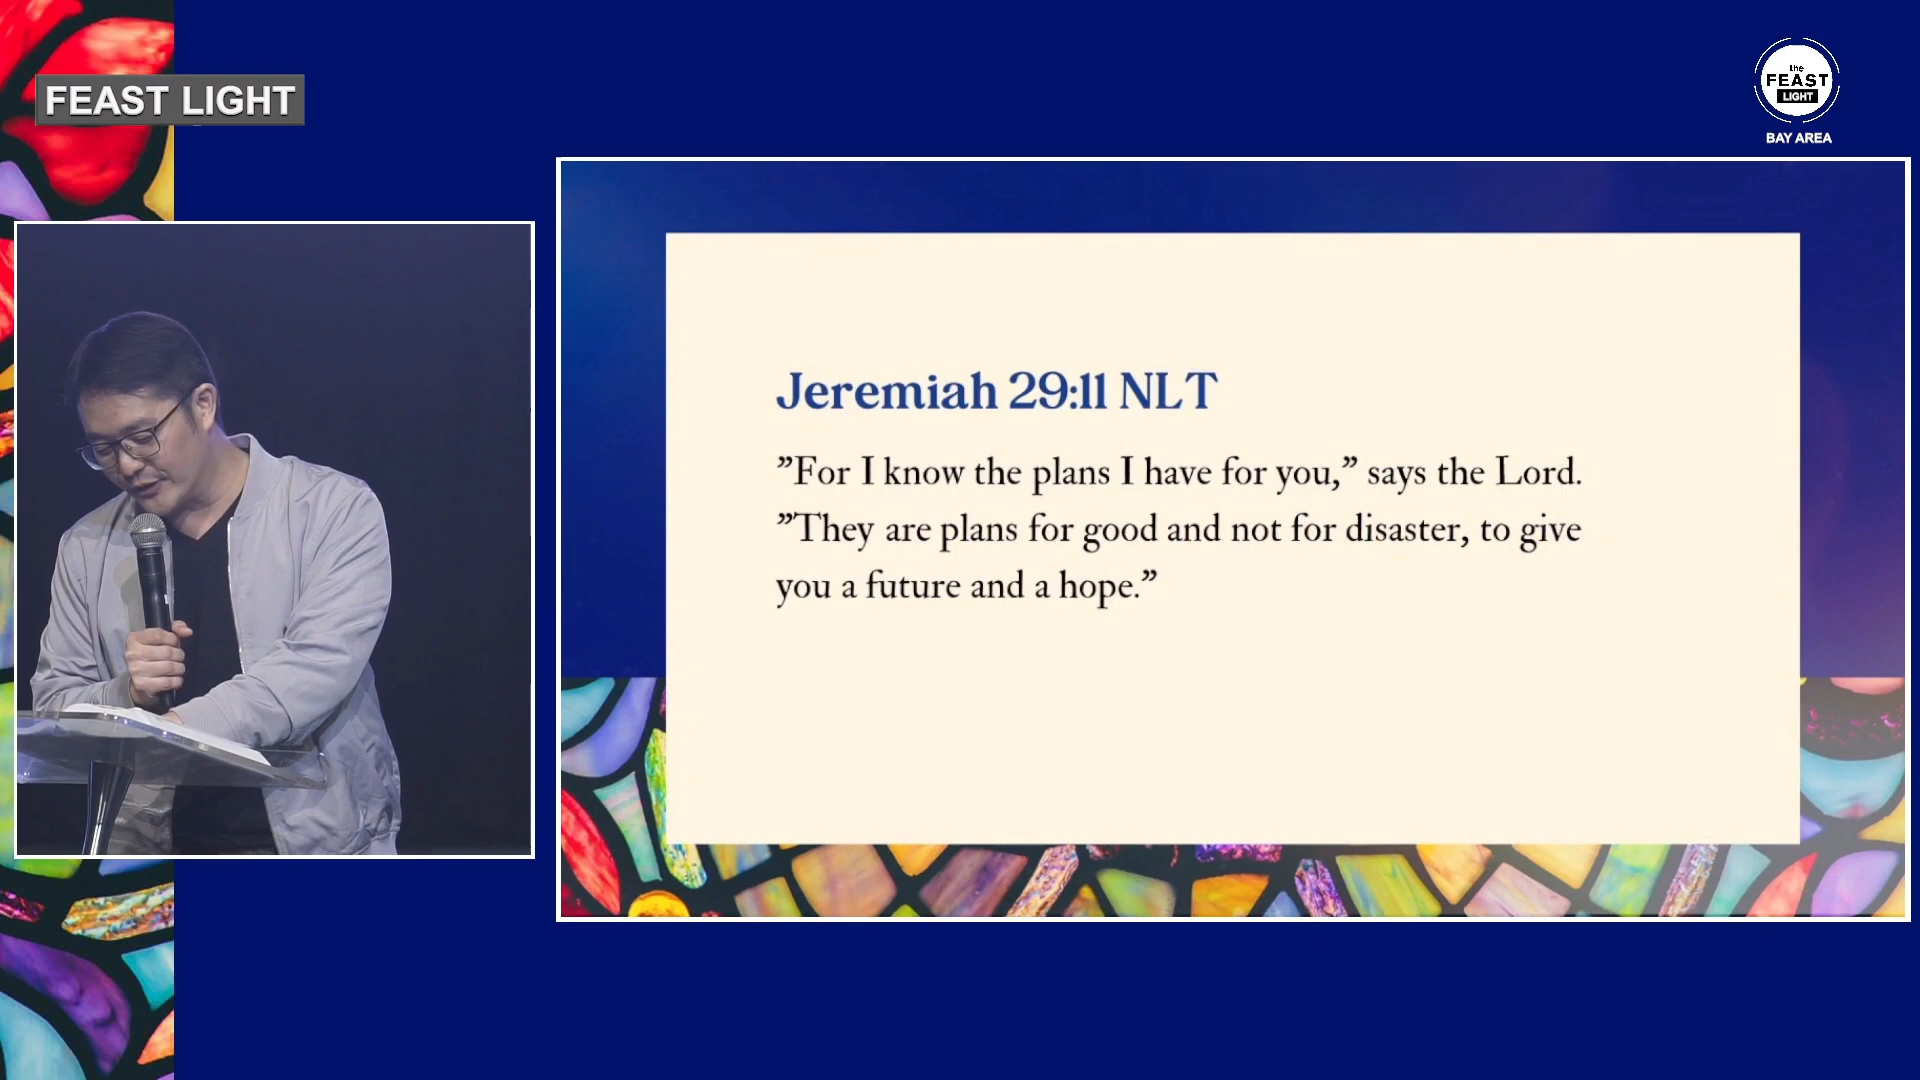 FEAST LIGHT
the
FEAST
LIGHT
BAY AREA
Jeremiah 29:11 NLT
”For I know the plans I have for you,” says the Lord.
”They are plans for good and not for disaster, to give
you a future and a hope.”